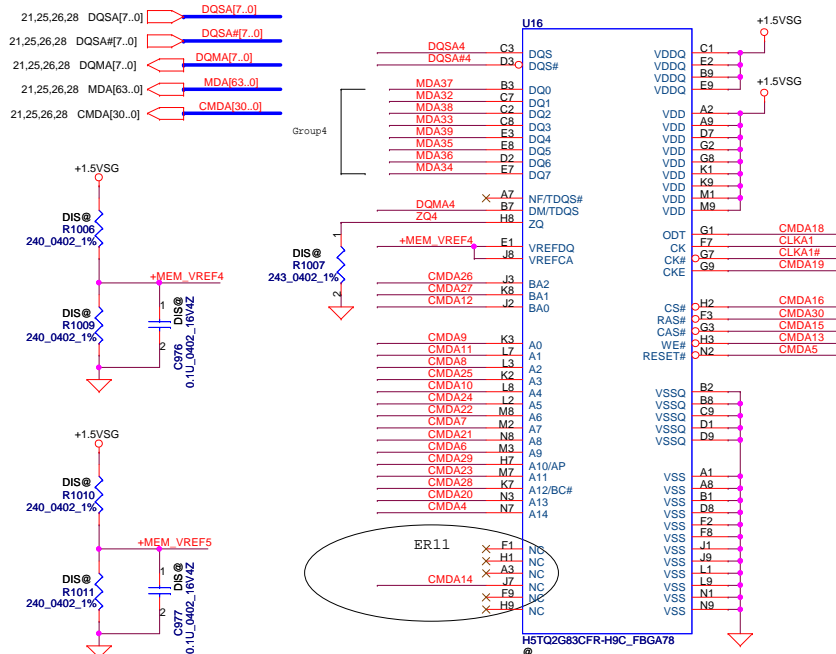 21,25,26,28 DQSA[7..0] DQSA[7..0]
21,25,26,28 DQSA#[7..0] DQSA#[7..0]
21,25,26,28 DQMA[7..0] DQMA[7..0]
21,25,26,28 MDA[63..0] MDA[63..0]
21,25,26,28 CMDA[30..0] CMDA[30..0]
+1.5VSG
DIS@
R1006
240_0402_1%
+MEM_VREF4
DIS@
R1009
240_0402_1%
1
2
C976
0.1U_0402_16V4Z
DIS@
+1.5VSG
DIS@
R1010
240_0402_1%
+MEM_VREF5
DIS@
R1011
240_0402_1%
1
2
C977
0.1U_0402_16V4Z
DIS@
Group4
DIS@
R1007
243_0402_1%
1
2
U16
DQSA4 C3 DQS
DQSA#4 D3 DQS#
MDA37 B3 DQ0
MDA32 C7 DQ1
MDA38 C2 DQ2
MDA33 C8 DQ3
MDA39 E3 DQ4
MDA35 E8 DQ5
MDA36 D2 DQ6
MDA34 E7 DQ7
A7 NF/TDQS#
DQMA4 B7 DM/TDQS
ZQ4 H8 ZQ
+MEM_VREF4 E1 VREFDQ
J8 VREFCA
CMDA26 J3 BA2
CMDA27 K8 BA1
CMDA12 J2 BA0
CMDA9 K3 A0
CMDA11 L7 A1
CMDA8 L3 A2
CMDA25 K2 A3
CMDA10 L8 A4
CMDA24 L2 A5
CMDA22 M8 A6
CMDA7 M2 A7
CMDA21 N8 A8
CMDA6 M3 A9
CMDA29 H7 A10/AP
CMDA23 M7 A11
CMDA28 K7 A12/BC#
CMDA20 N3 A13
CMDA4 N7 A14
ER11
F1 NC
H1 NC
A3 NC
CMDA14 J7 NC
F9 NC
H9 NC
+1.5VSG
VDDQ C1
VDDQ E2
VDDQ B9
VDDQ E9
+1.5VSG
VDD A2
VDD A9
VDD D7
VDD G2
VDD G8
VDD K1
VDD K9
VDD M1
VDD M9
ODT G1 CMDA18
CK F7 CLKA1
CK# G7 CLKA1#
CKE G9 CMDA19
CS# H2 CMDA16
RAS# F3 CMDA30
CAS# G3 CMDA15
WE# H3 CMDA13
RESET# N2 CMDA5
VSSQ B2
VSSQ B8
VSSQ C9
VSSQ D1
VSSQ D9
VSS A1
VSS A8
VSS B1
VSS D8
VSS F2
VSS F8
VSS J1
VSS J9
VSS L1
VSS L9
VSS N1
VSS N9
H5TQ2G83CFR-H9C_FBGA78
@